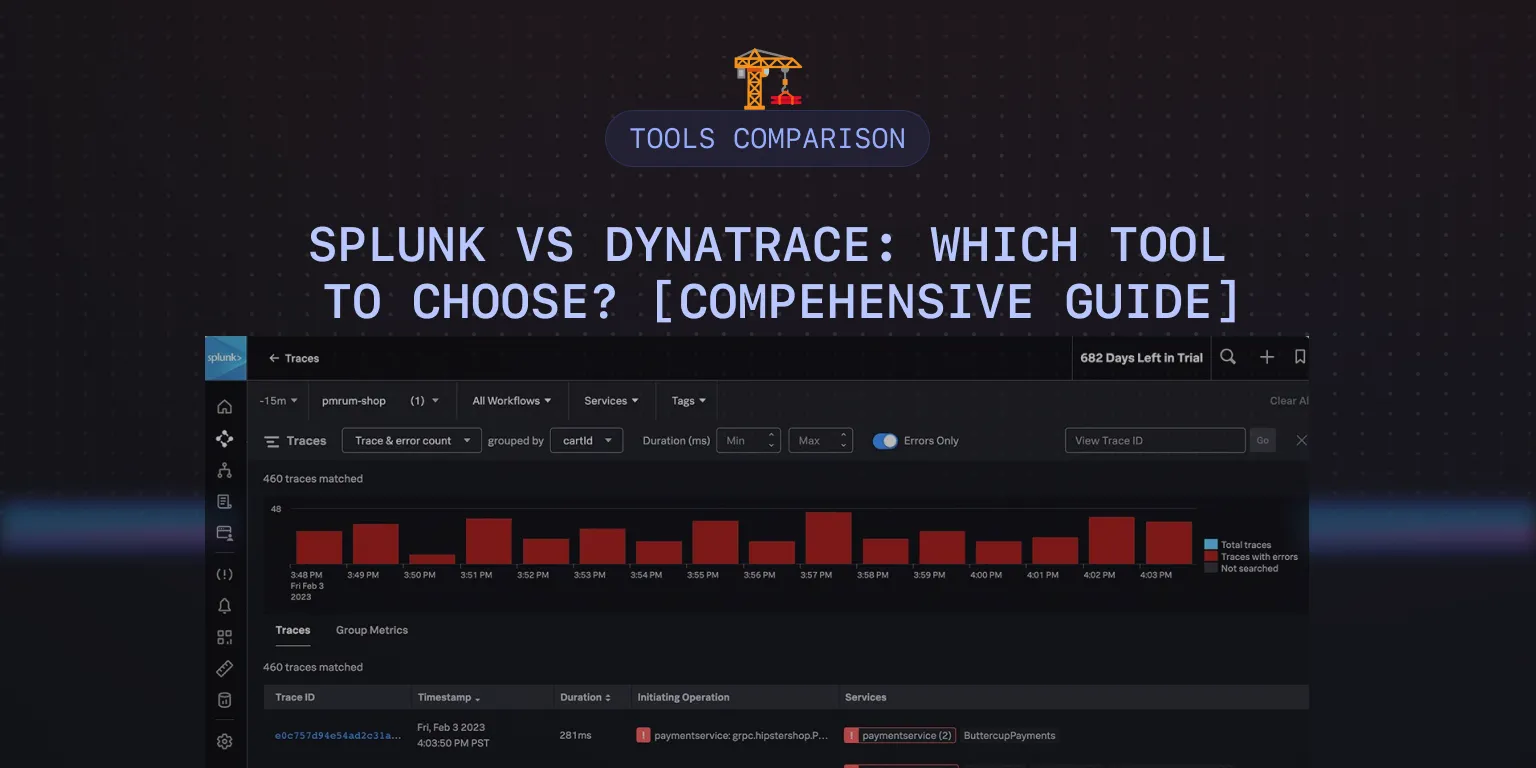 TOOLS COMPARISON
SPLUNK VS DYNATRACE: WHICH TOOL
TO CHOOSE? [COMPEHENSIVE GUIDE]
splunk>
← Traces
682 Days Left in Trial
-15m
pmrum-shop (1)
All Workflows
Services
Tags
Clear Al
Traces
Trace & error count
grouped by
cartId
Duration (ms)
Min
Max
Errors Only
View Trace ID
Go
460 traces matched
48
3:48 PM 3:49 PM 3:50 PM 3:51 PM 3:52 PM 3:53 PM 3:54 PM 3:55 PM 3:56 PM 3:57 PM 3:58 PM 3:59 PM 4:00 PM 4:01 PM 4:02 PM 4:03 PM
Fri Feb 3
2023
Total traces
Traces with errors
Not searched
Traces
Group Metrics
460 traces matched
Trace ID
Timestamp
Duration
Initiating Operation
Services
e0c757d94e54ad2c31a...
Fri, Feb 3 2023
4:03:50 PM PST
281ms
paymentservice: grpc.hipstershop.P...
paymentservice (2)
ButtercupPayments